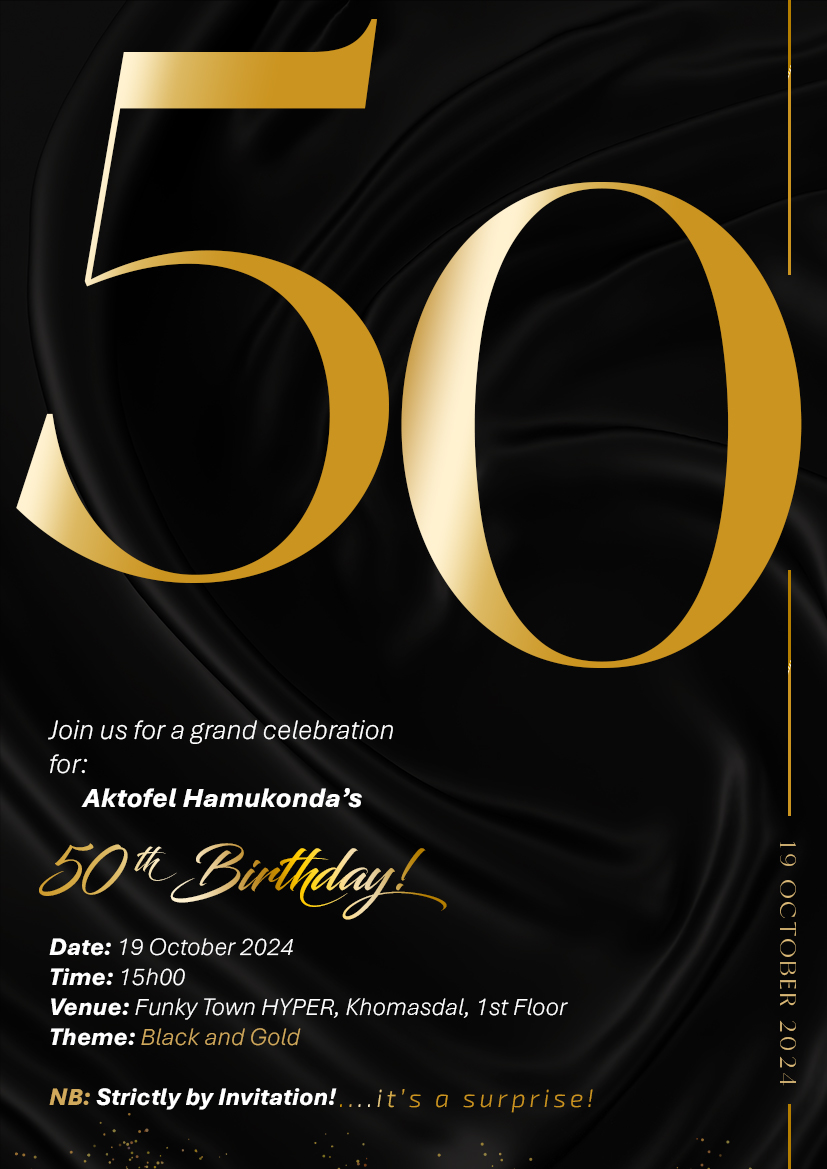 50
Join us for a grand celebration
for:
Aktofel Hamukonda’s
50th Birthday!
Date: 19 October 2024
Time: 15h00
Venue: Funky Town HYPER, Khomasdal, 1st Floor
Theme: Black and Gold
NB: Strictly by Invitation!....it's a surprise!
19 OCTOBER 2024